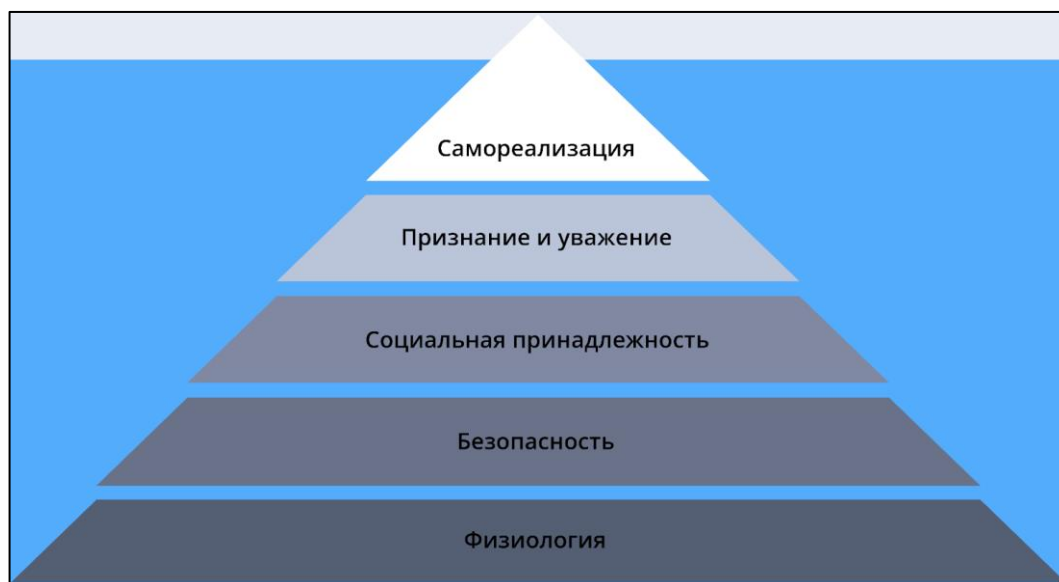 Самореализация
Признание и уважение
Социальная принадлежность
Безопасность
Физиология